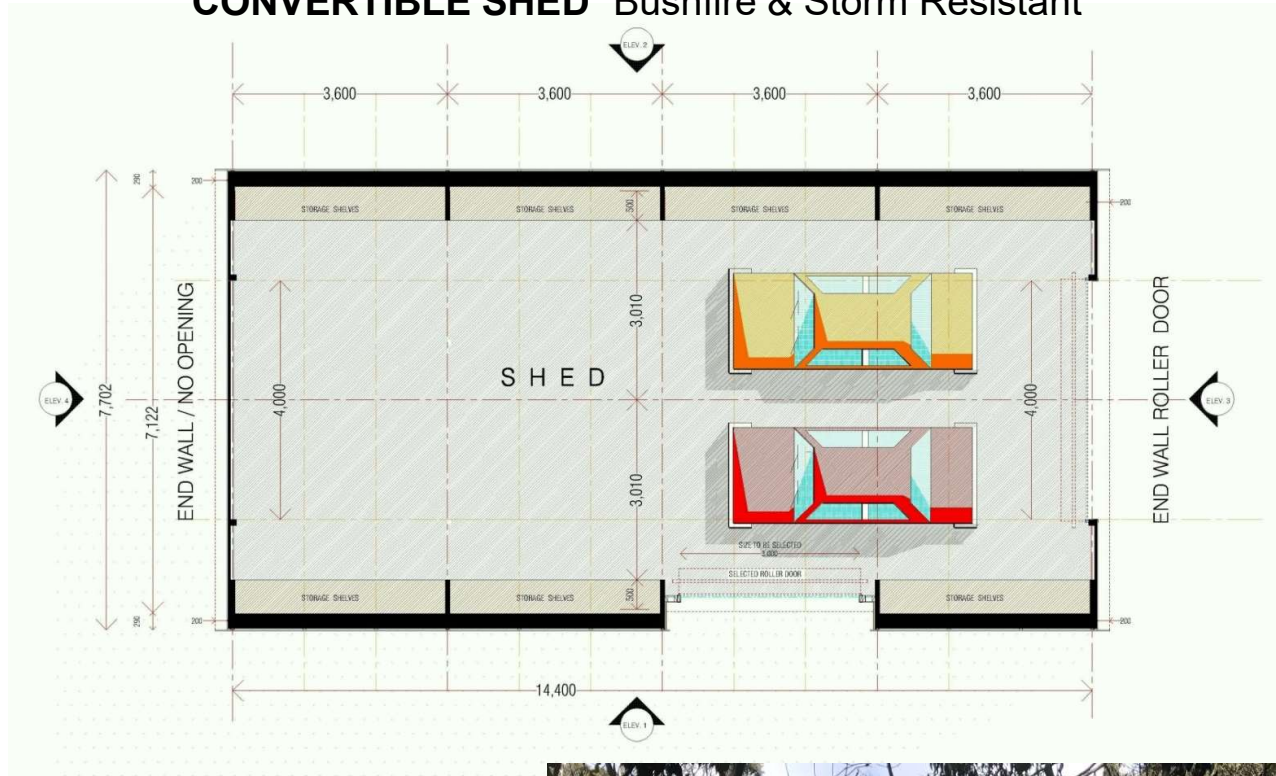 CONVERTIBLE SHED Bushfire & Storm Resistant
ELEV. 2
3,600 3,600 3,600 3,600
290 200
STORAGE SHELVES STORAGE SHELVES STORAGE SHELVES STORAGE SHELVES
500 200
3,010
END WALL / NO OPENING
END WALL ROLLER DOOR
SHED
ELEV. 4
7,702
7,122
4,000
4,000
ELEV. 3
3,010
SIZE TO BE SELECTED
3,000
SELECTED ROLLER DOOR
STORAGE SHELVES STORAGE SHELVES STORAGE SHELVES
500
290 200 200
14,400
ELEV. 1